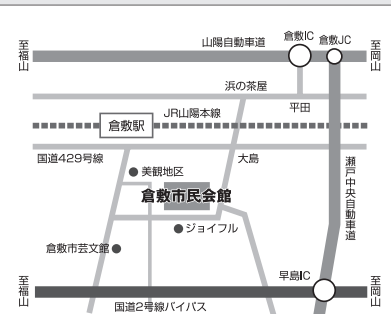 倉敷IC
倉敷JC
至福山
山陽自動車道
至岡山
浜の茶屋
平田
JR山陽本線
倉敷駅
国道429号線
大島
美観地区
倉敷市民会館
瀬戸中央自動車道
ジョイフル
倉敷市芸文館
早島IC
至福山
至岡山
国道2号線バイパス